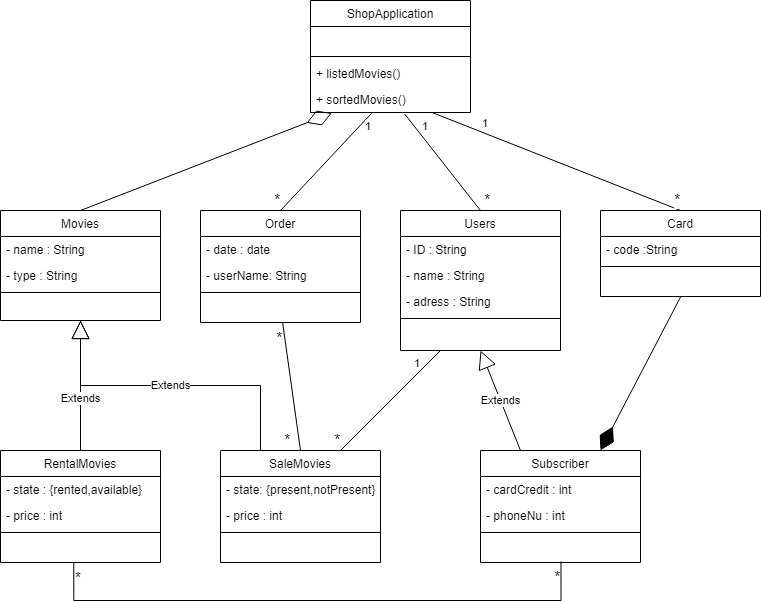 ShopApplication
+ listedMovies()
+ sortedMovies()
1
1
1
*
*
*
Movies
- name : String
- type : String
Order
- date : date
- userName: String
Users
- ID : String
- name : String
- adress : String
Card
- code :String
*
1
Extends
Extends
Extends
*
*
RentalMovies
- state : {rented,available}
- price : int
SaleMovies
- state: {present,notPresent}
- price : int
Subscriber
- cardCredit : int
- phoneNu : int
*
*